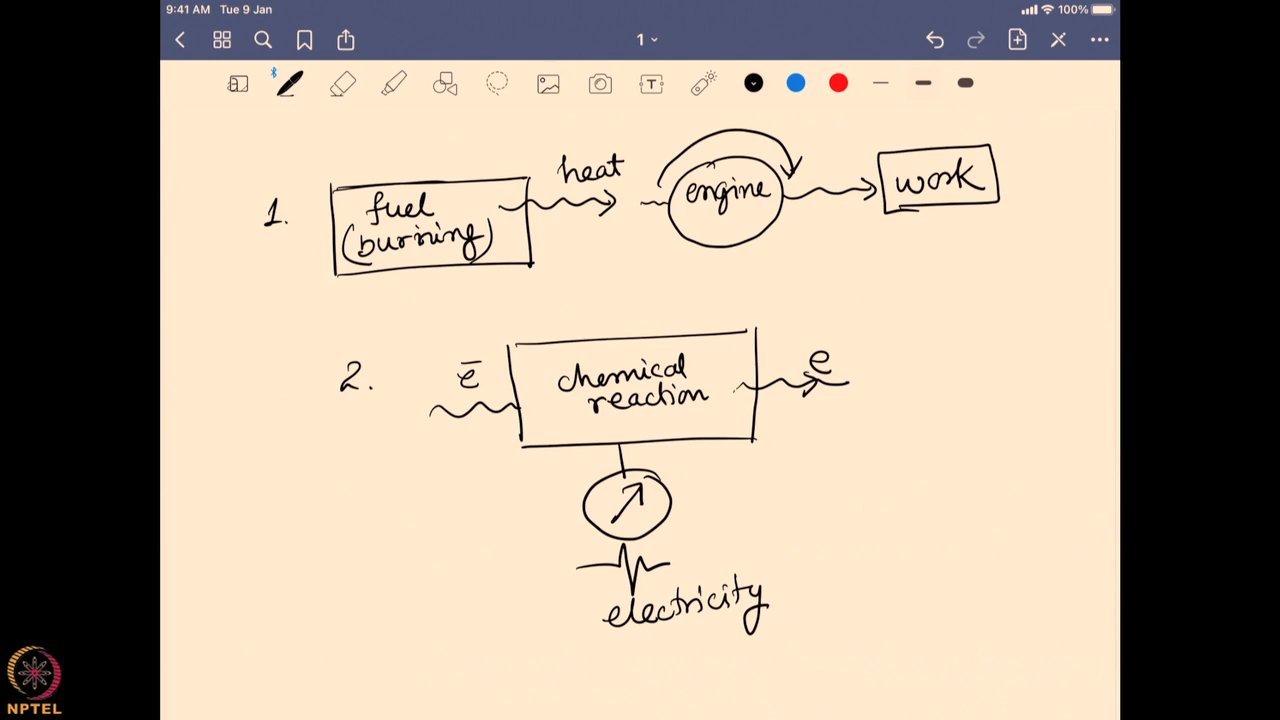 9:41 AM Tue 9 Jan
100%
1
T
heat
1.
fuel
(burning)
engine
work
2.
e̅
chemical
reaction
e
electricity
NPTEL